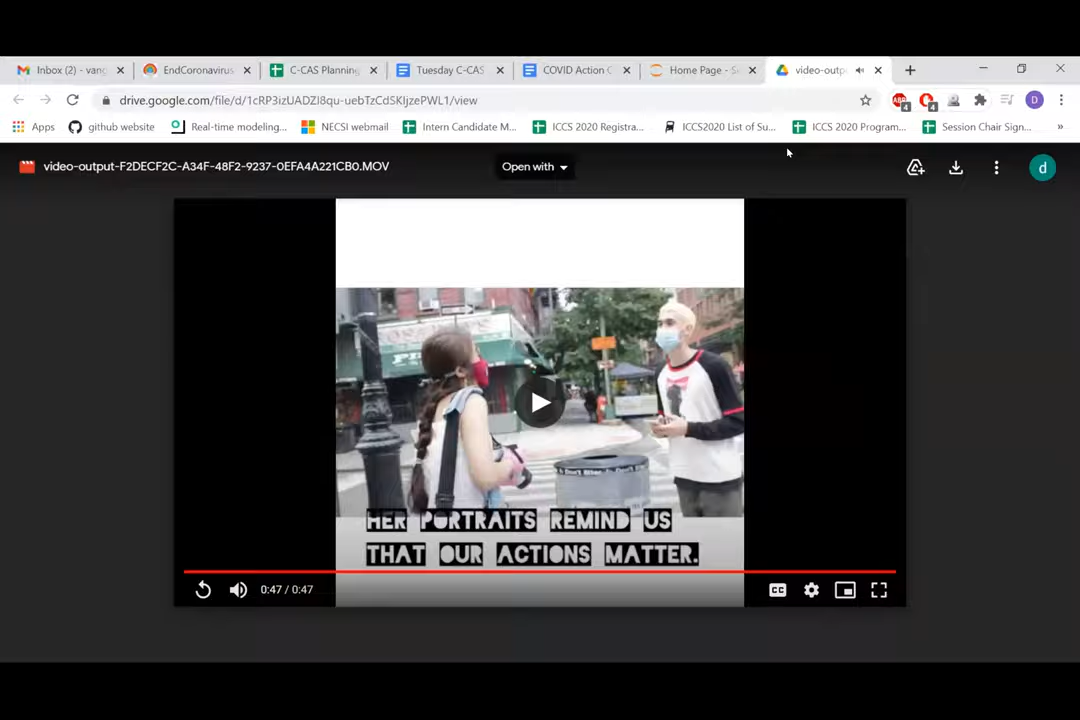 Inbox (2) - vang
EndCoronavirus
C-CAS Planning
Tuesday C-CAS
COVID Action C
Home Page - S
video-outp
drive.google.com/file/d/1cRP3izUADZI8qu-uebTzCdSKIjzePWL1/view
4
4
D
Apps
github website
Real-time modeling...
NECSI webmail
Intern Candidate M...
ICCS 2020 Registra...
ICCS2020 List of Su...
ICCS 2020 Program...
Session Chair Sign...
»
video-output-F2DECF2C-A34F-48F2-9237-0EFA4A221CB0.MOV
Open with
d
HER PORTRAITS REMIND US
THAT OUR ACTIONS MATTER.
0:47 / 0:47
CC